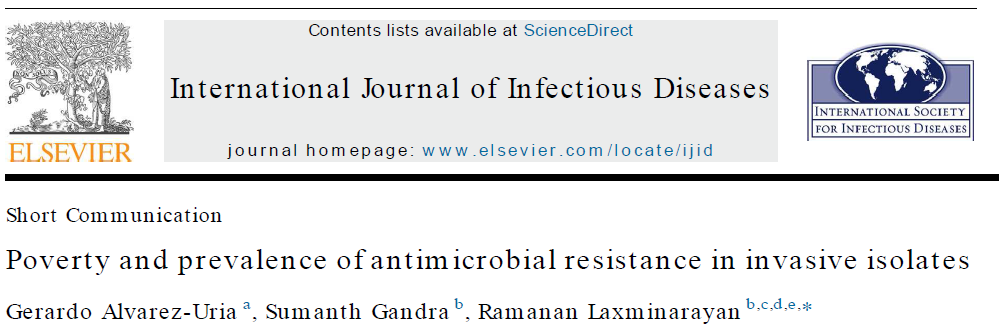 Contents lists available at ScienceDirect
International Journal of Infectious Diseases
journal homepage: www.elsevier.com/locate/ijid
ELSEVIER
INTERNATIONAL SOCIETY
FOR INFECTIOUS DISEASES
Short Communication
Poverty and prevalence of antimicrobial resistance in invasive isolates
Gerardo Alvarez-Uria a, Sumanth Gandra b, Ramanan Laxminarayan b,c,d,e,*